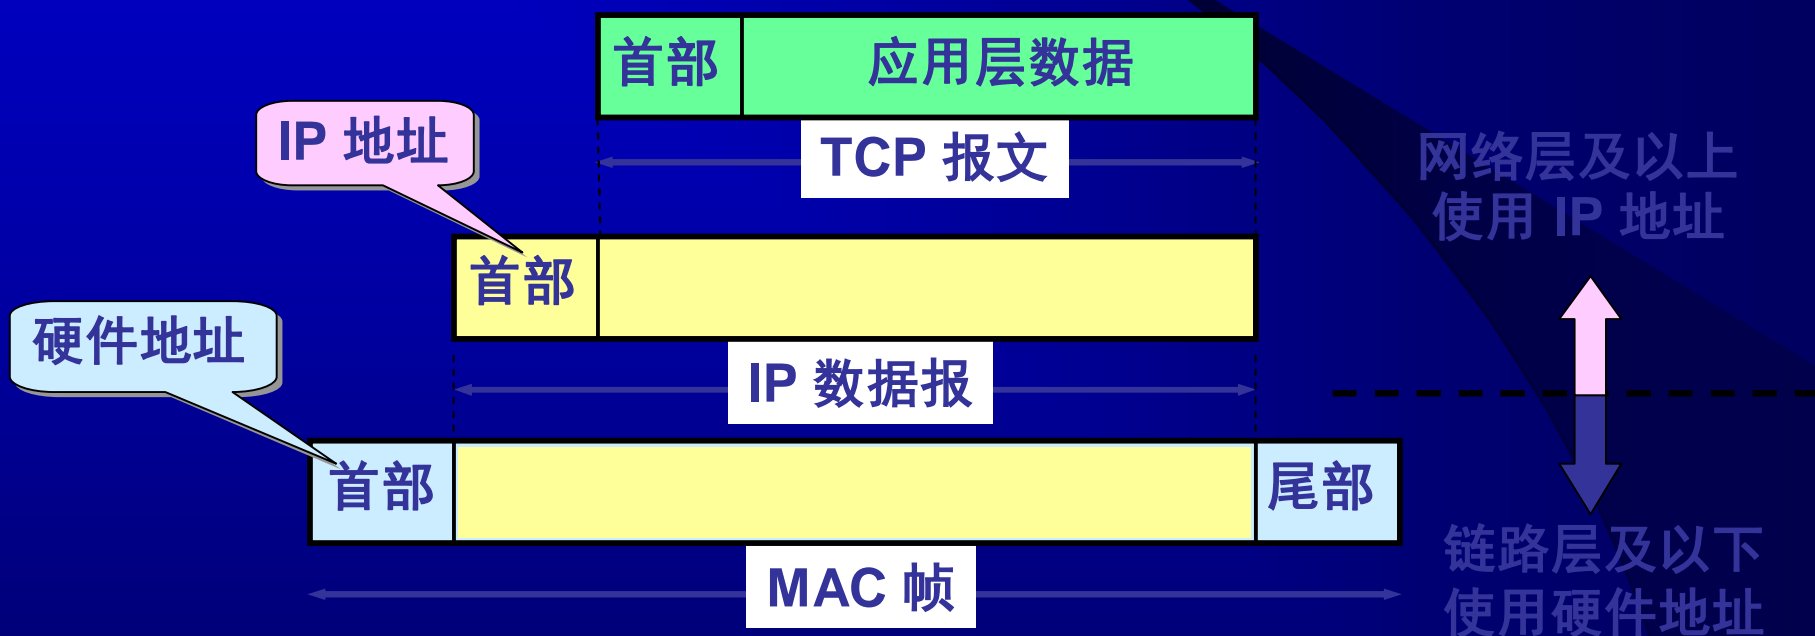 首部
应用层数据
IP 地址
TCP 报文
网络层及以上
使用 IP 地址
首部
硬件地址
IP 数据报
首部
尾部
链路层及以下
使用硬件地址
MAC 帧